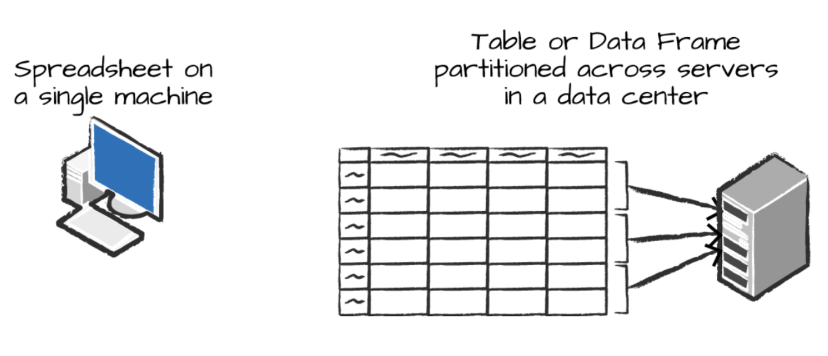 Spreadsheet on
a single machine
Table or Data Frame
partitioned across servers
in a data center